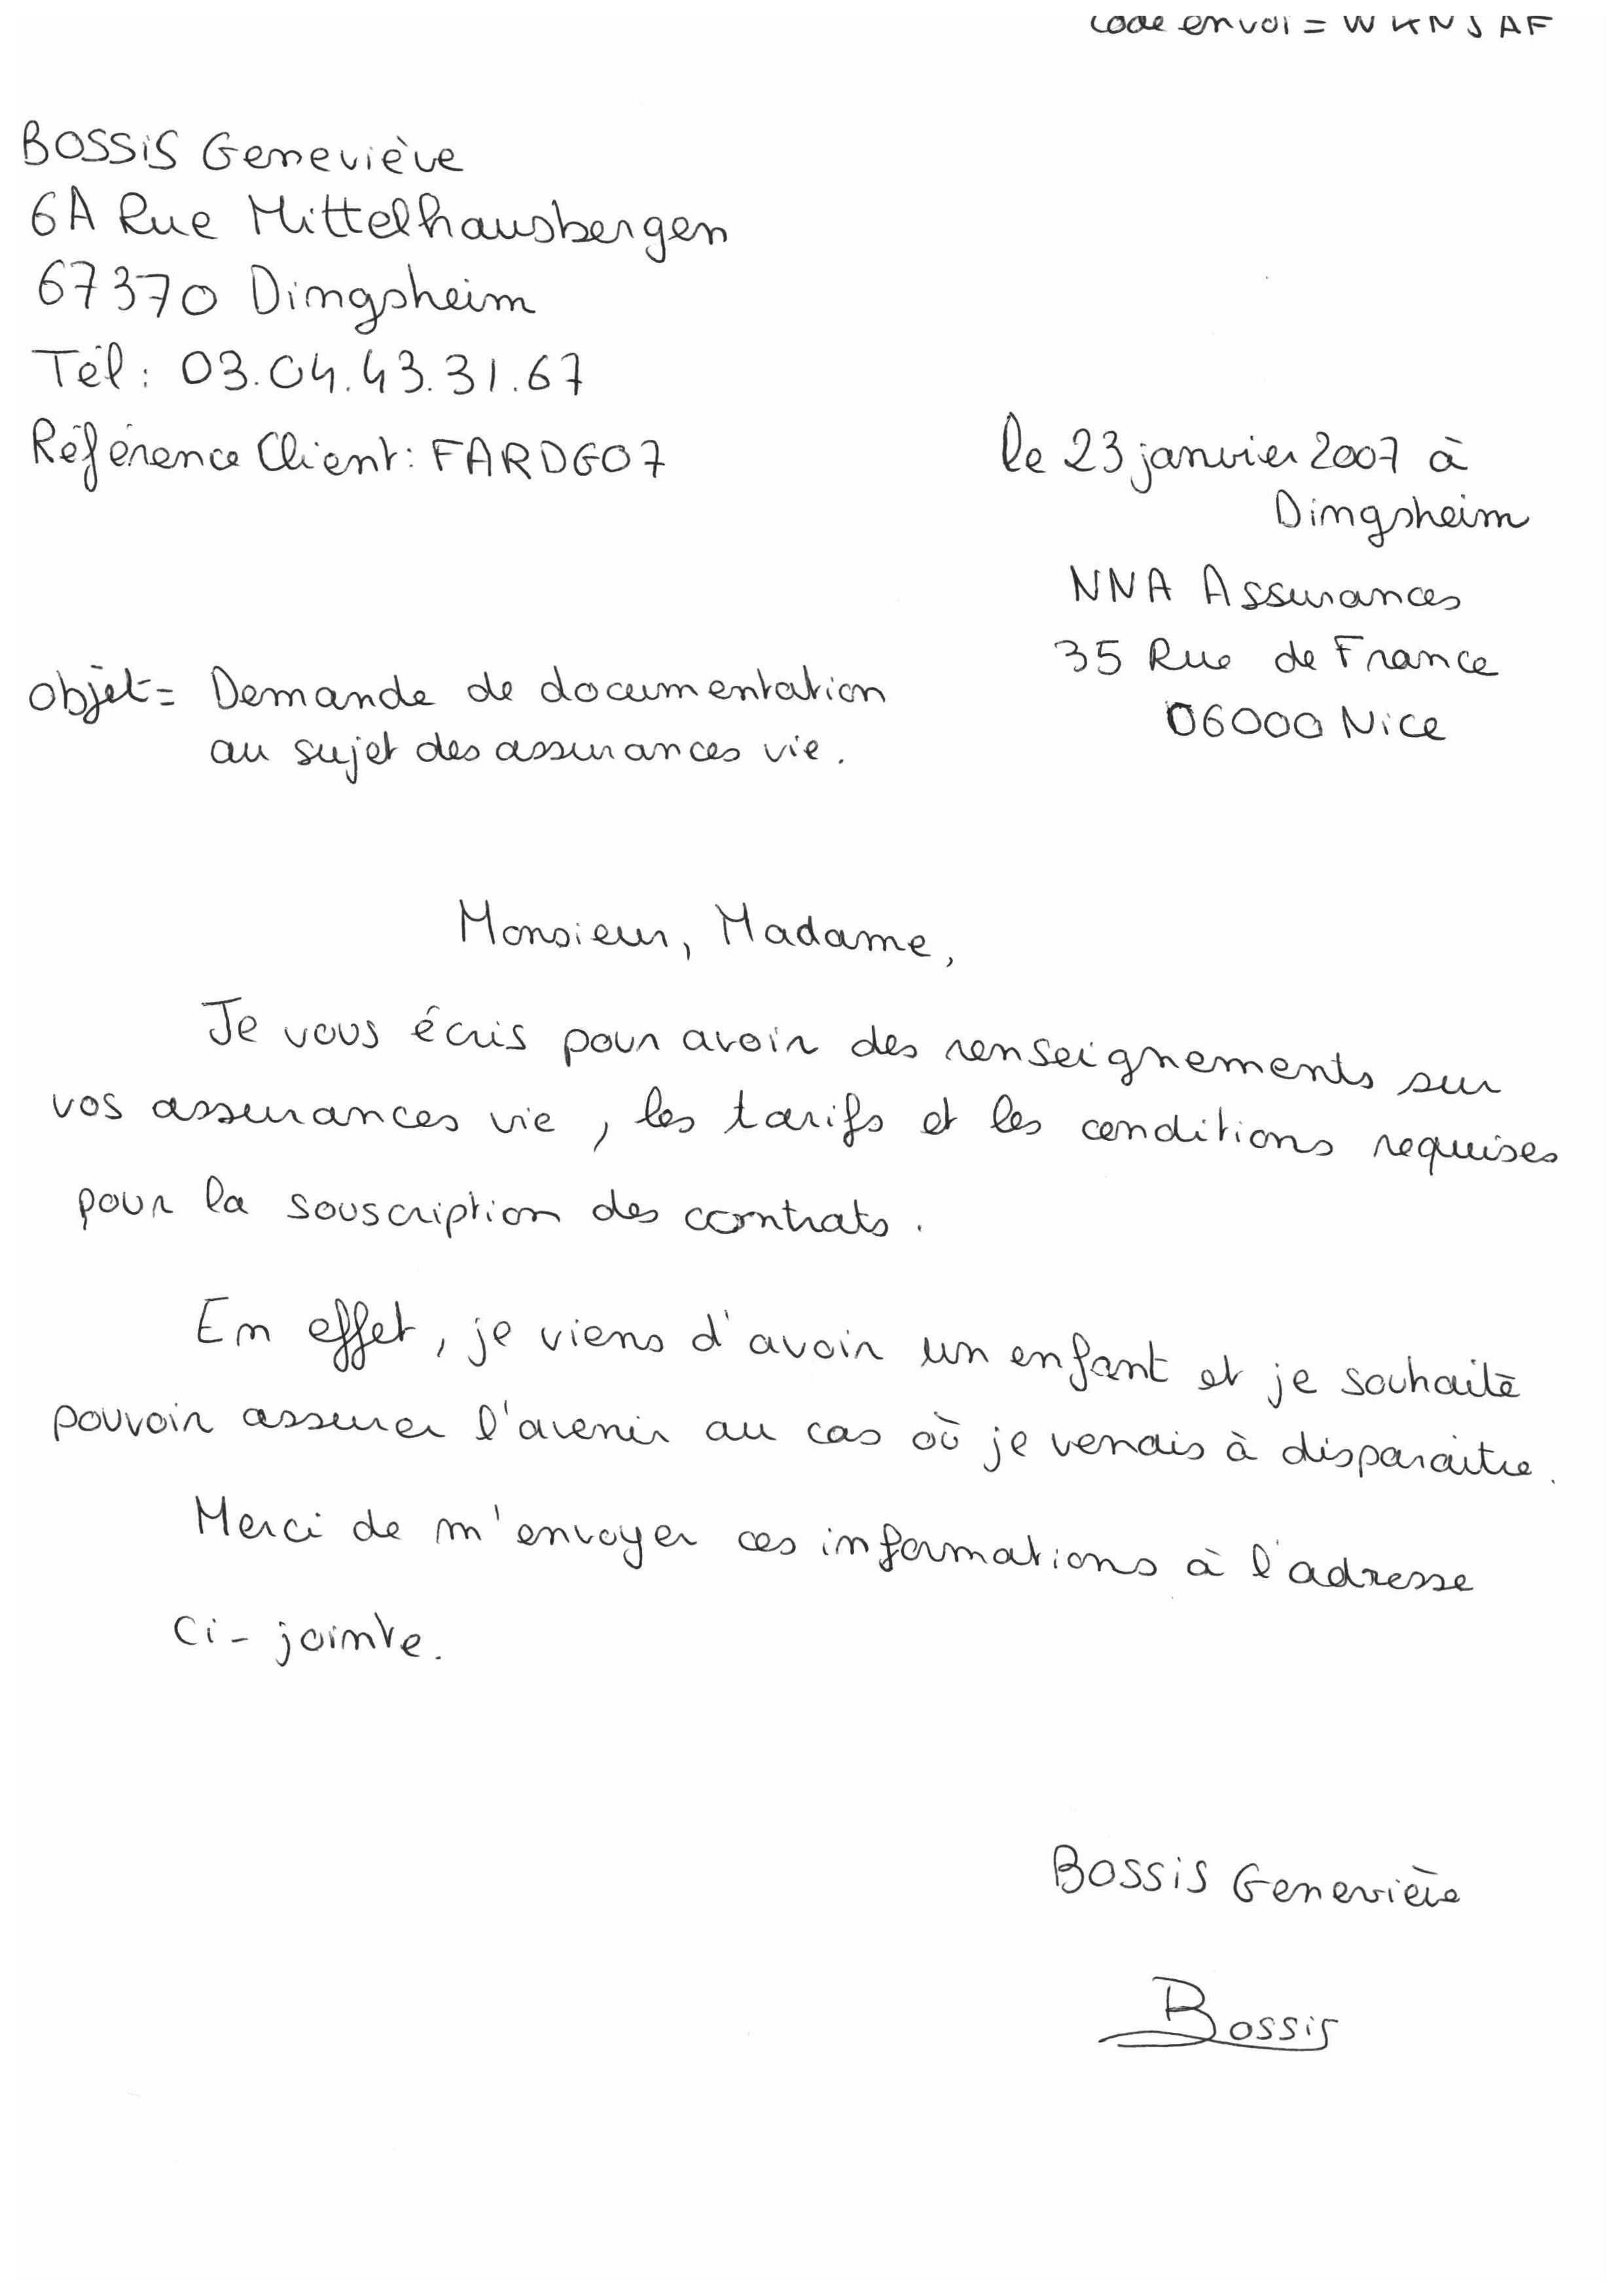 code envoi = WKNJAF
BOSSiS Geneviève
6A Rue Mittelhausbergen
67370 Dingsheim
Tél : 03.04.43.31.67
Référence Client : FARDG07
le 23 janvier 2007 à
Dingsheim
NNA Assurances
35 Rue de France
06000 Nice
objet = Demande de documentation
au sujet des assurances vie.
Monsieur, Madame,
Je vous écris pour avoir des renseignements sur
vos assurances vie, les tarifs et les conditions requises
pour la souscription des contrats.
En effet, je viens d'avoir un enfant et je souhaite
pouvoir assurer l'avenir au cas où je venais à disparaitre.
Merci de m'envoyer ces informations à l'adresse
ci-jointe.
BOSSiS Geneviève
Bossis